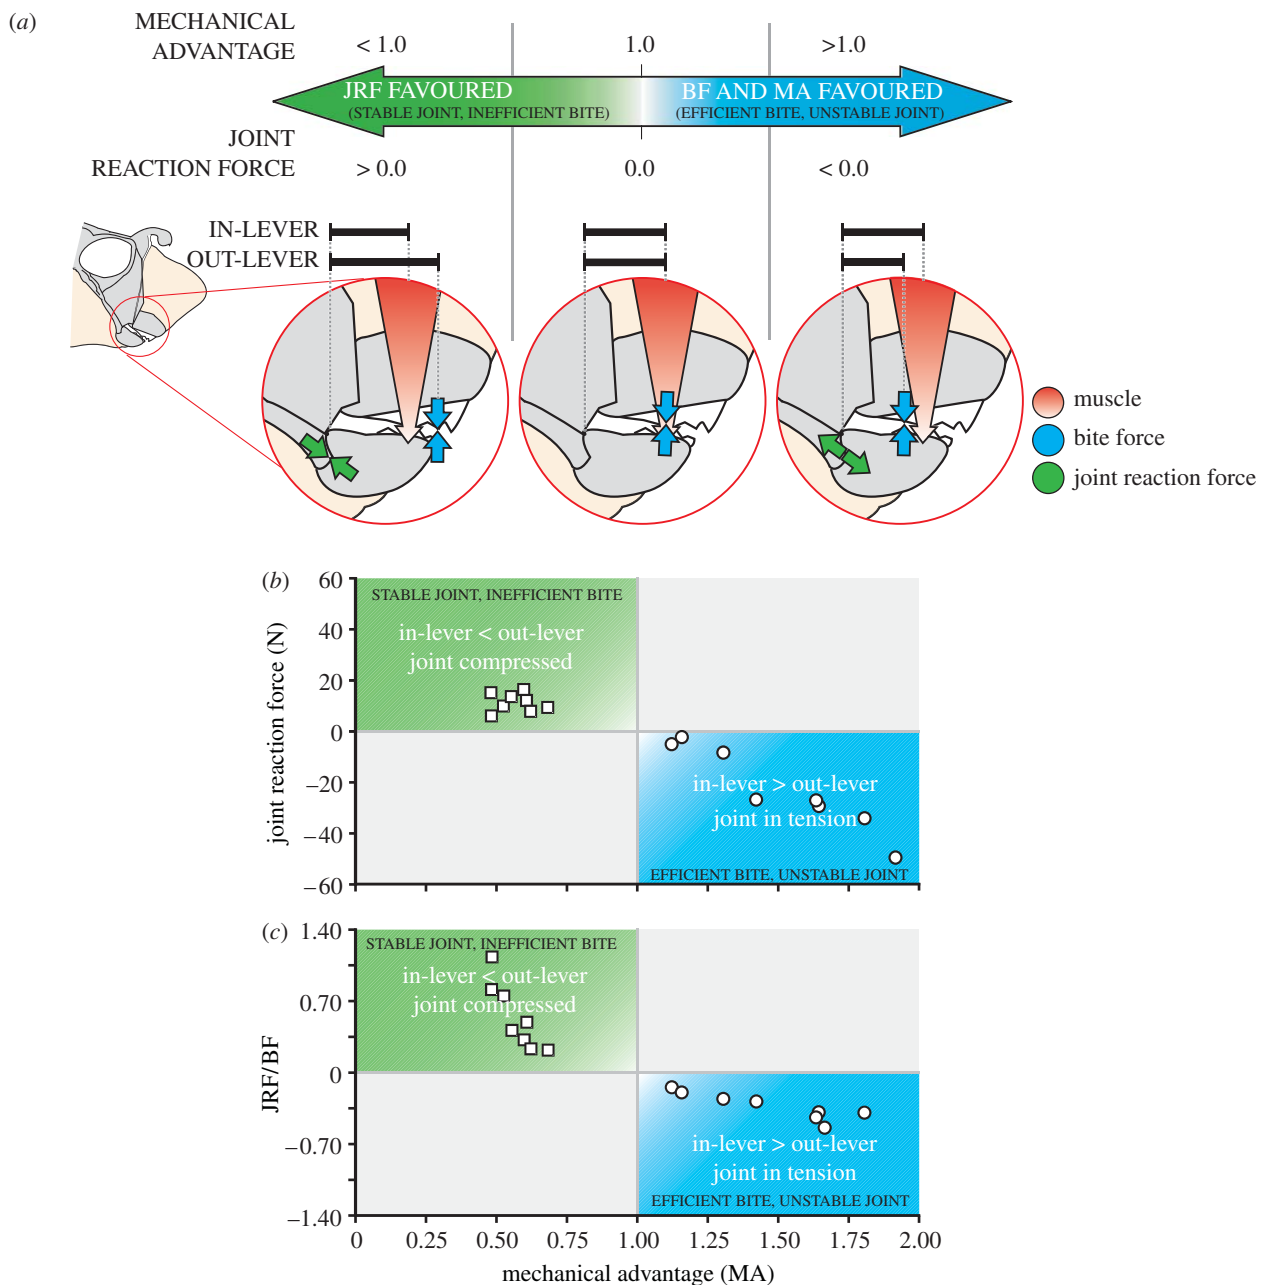 (a)
MECHANICAL
ADVANTAGE
< 1.0
1.0
>1.0
JRF FAVOURED
(STABLE JOINT, INEFFICIENT BITE)
BF AND MA FAVOURED
(EFFICIENT BITE, UNSTABLE JOINT)
JOINT
REACTION FORCE
> 0.0
0.0
< 0.0
IN-LEVER
OUT-LEVER
muscle
bite force
joint reaction force
(b)
joint reaction force (N)
60
40
20
0
−20
−40
−60
STABLE JOINT, INEFFICIENT BITE
in-lever < out-lever
joint compressed
in-lever > out-lever
joint in tension
EFFICIENT BITE, UNSTABLE JOINT
(c)
JRF/BF
1.40
0.70
0
−0.70
−1.40
STABLE JOINT, INEFFICIENT BITE
in-lever < out-lever
joint compressed
in-lever > out-lever
joint in tension
EFFICIENT BITE, UNSTABLE JOINT
0 0.25 0.50 0.75 1.00 1.25 1.50 1.75 2.00
mechanical advantage (MA)